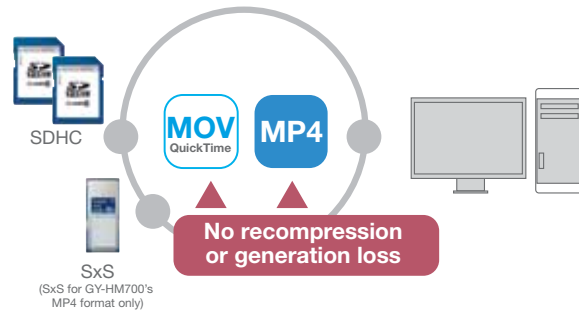 SDHC
MOV
QuickTime
MP4
No recompression
or generation loss
SxS
(SxS for GY-HM700's
MP4 format only)